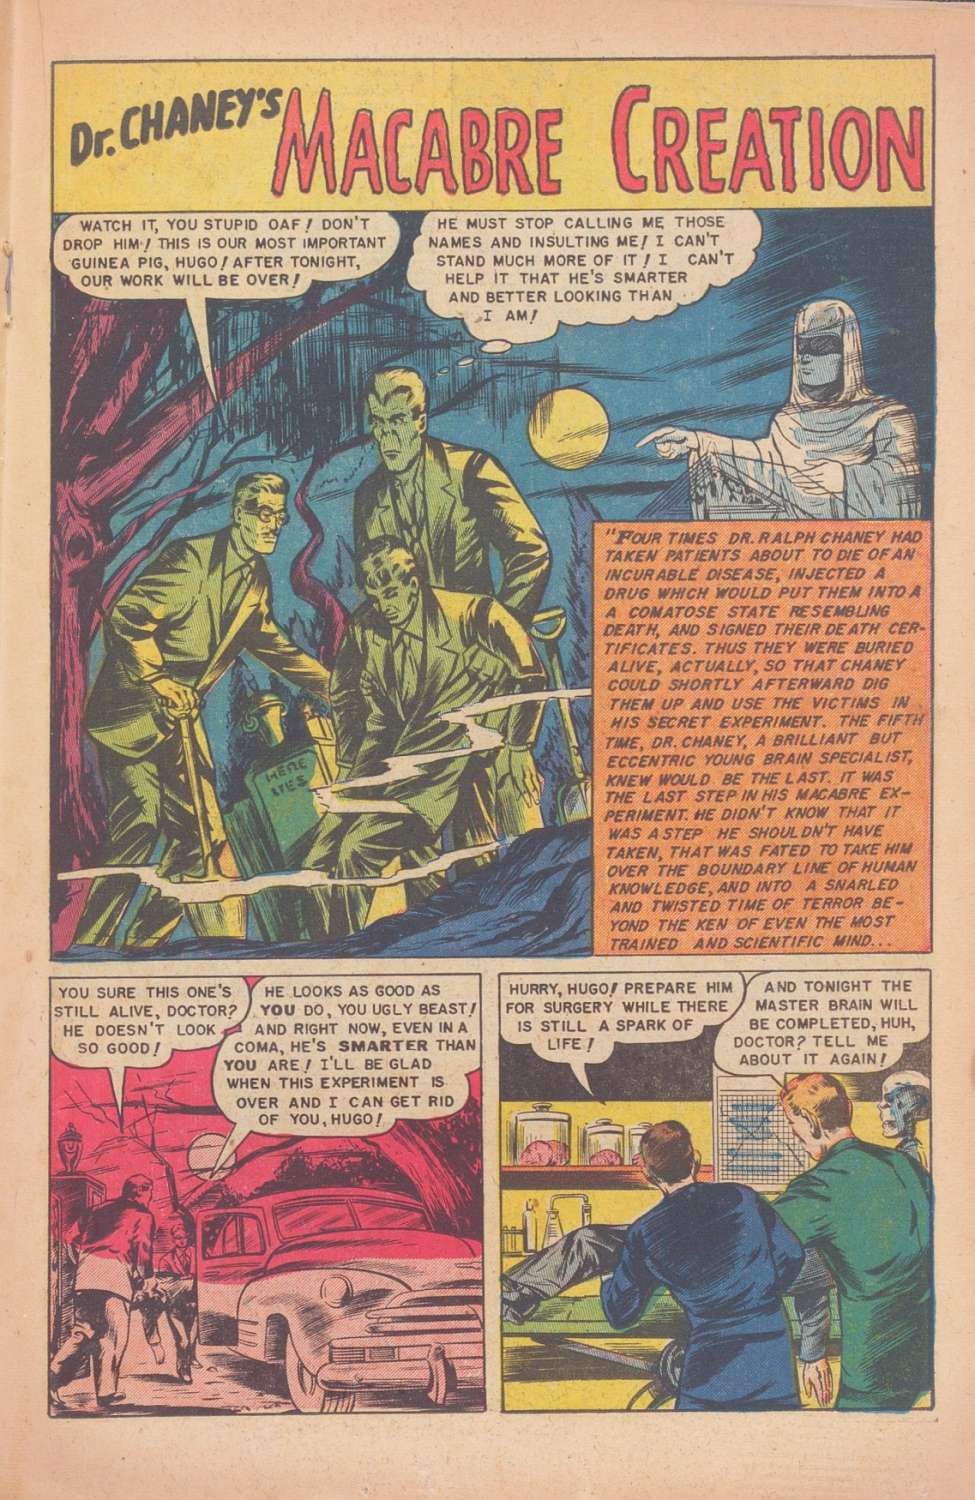 Dr. CHANEY'S
MACABRE CREATION
WATCH IT, YOU STUPID OAF! DON'T
DROP HIM! THIS IS OUR MOST IMPORTANT
GUINEA PIG, HUGO! AFTER TONIGHT,
OUR WORK WILL BE OVER!
HE MUST STOP CALLING ME THOSE
NAMES AND INSULTING ME! I CAN'T
STAND MUCH MORE OF IT! I CAN'T
HELP IT THAT HE'S SMARTER
AND BETTER LOOKING THAN
I AM!
HERE
LIES
"FOUR TIMES DR. RALPH CHANEY HAD
TAKEN PATIENTS ABOUT TO DIE OF AN
INCURABLE DISEASE, INJECTED A
DRUG WHICH WOULD PUT THEM INTO A
A COMATOSE STATE RESEMBLING
DEATH, AND SIGNED THEIR DEATH CER-
TIFICATES. THUS THEY WERE BURIED
ALIVE, ACTUALLY, SO THAT CHANEY
COULD SHORTLY AFTERWARD DIG
THEM UP AND USE THE VICTIMS IN
HIS SECRET EXPERIMENT. THE FIFTH
TIME, DR. CHANEY, A BRILLIANT BUT
ECCENTRIC YOUNG BRAIN SPECIALIST,
KNEW WOULD BE THE LAST. IT WAS
THE LAST STEP IN HIS MACABRE EX-
PERIMENT. HE DIDN'T KNOW THAT IT
WAS A STEP HE SHOULDN'T HAVE
TAKEN, THAT WAS FATED TO TAKE HIM
OVER THE BOUNDARY LINE OF HUMAN
KNOWLEDGE, AND INTO A SNARLED
AND TWISTED TIME OF TERROR BE-
YOND THE KEN OF EVEN THE MOST
TRAINED AND SCIENTIFIC MIND...
YOU SURE THIS ONE'S
STILL ALIVE, DOCTOR?
HE DOESN'T LOOK
SO GOOD!
HE LOOKS AS GOOD AS
YOU DO, YOU UGLY BEAST!
AND RIGHT NOW, EVEN IN A
COMA, HE'S SMARTER THAN
YOU ARE! I'LL BE GLAD
WHEN THIS EXPERIMENT IS
OVER AND I CAN GET RID
OF YOU, HUGO!
HURRY, HUGO! PREPARE HIM
FOR SURGERY WHILE THERE
IS STILL A SPARK OF
LIFE!
AND TONIGHT THE
MASTER BRAIN WILL
BE COMPLETED, HUH,
DOCTOR? TELL ME
ABOUT IT AGAIN!